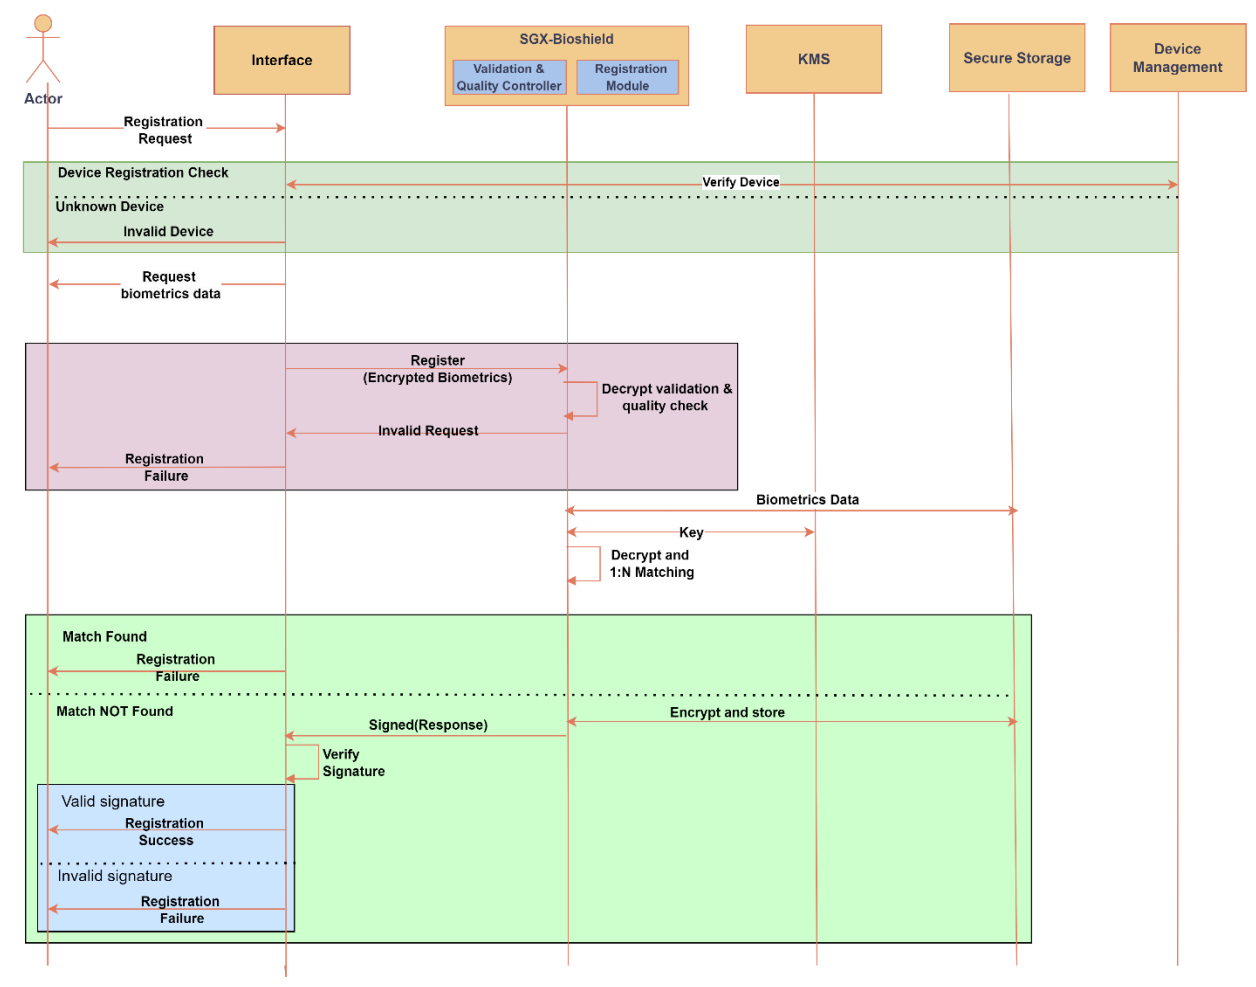 Actor
Interface
SGX-Bioshield
Validation &
Quality Controller
Registration
Module
KMS
Secure Storage
Device
Management
Registration
Request
Device Registration Check
Verify Device
Unknown Device
Invalid Device
Request
biometrics data
Register
(Encrypted Biometrics)
Decrypt validation &
quality check
Invalid Request
Registration
Failure
Biometrics Data
Key
Decrypt and
1:N Matching
Match Found
Registration
Failure
Match NOT Found
Encrypt and store
Signed(Response)
Verify
Signature
Valid signature
Registration
Success
Invalid signature
Registration
Failure